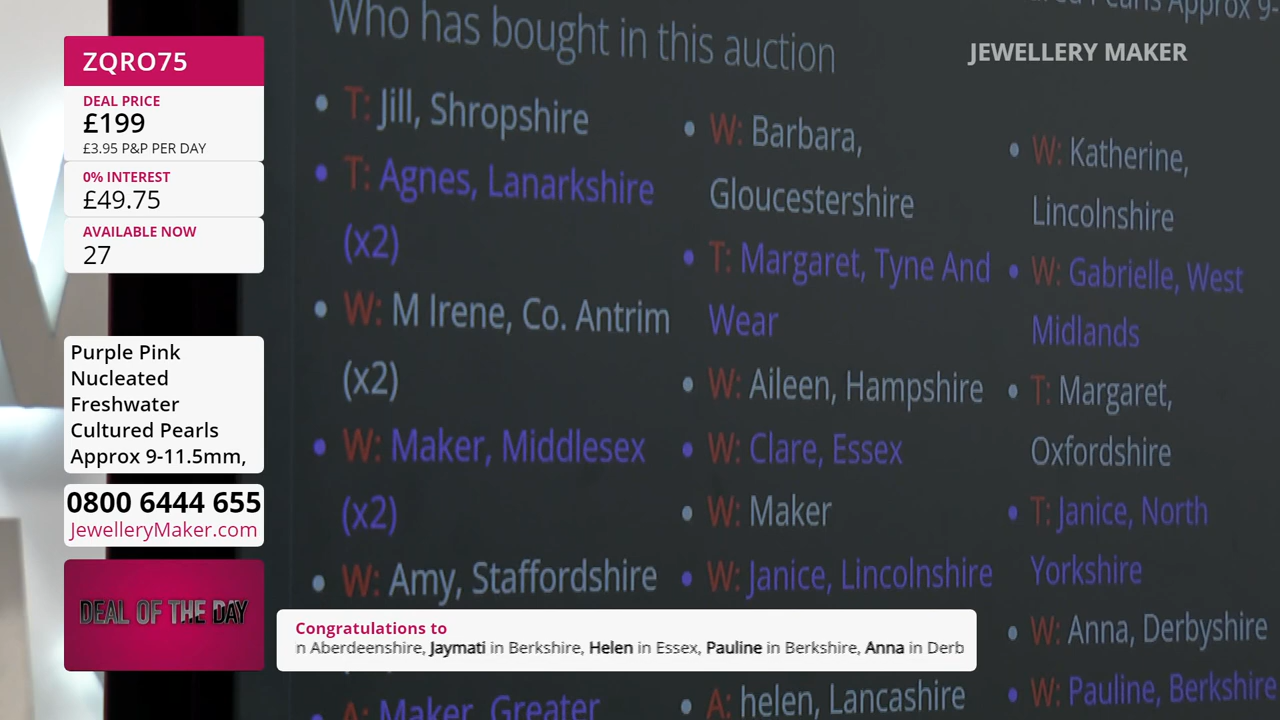 ZQRO75
DEAL PRICE
£199
£3.95 P&P PER DAY
0% INTEREST
£49.75
AVAILABLE NOW
27
Purple Pink
Nucleated
Freshwater
Cultured Pearls
Approx 9-11.5mm,
0800 6444 655
JewelleryMaker.com
DEAL OF THE DAY
Pearls Approx 9-
JEWELLERY MAKER
Who has bought in this auction
• T: Jill, Shropshire
• T: Agnes, Lanarkshire
(x2)
• W: M Irene, Co. Antrim
(x2)
• W: Maker, Middlesex
(x2)
• W: Amy, Staffordshire
A: Maker, Greater
• W: Barbara,
Gloucestershire
• T: Margaret, Tyne And
Wear
• W: Aileen, Hampshire
• W: Clare, Essex
• W: Maker
• W: Janice, Lincolnshire
• A: helen, Lancashire
• W: Katherine,
Lincolnshire
• W: Gabrielle, West
Midlands
• T: Margaret,
Oxfordshire
• T: Janice, North
Yorkshire
• W: Anna, Derbyshire
• W: Pauline, Berkshire
Congratulations to
n Aberdeenshire, Jaymati in Berkshire, Helen in Essex, Pauline in Berkshire, Anna in Derb